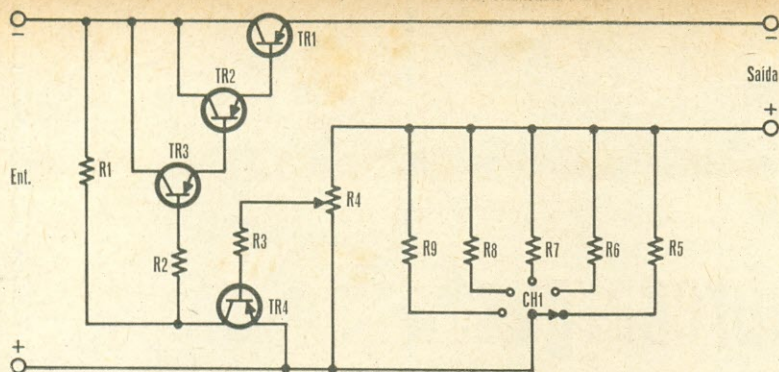 −
TR1
−
TR2
Saída
+
TR3
R1
Ent.
R4
R3
R9
R8
R7
R6
R5
R2
CH1
TR4
+